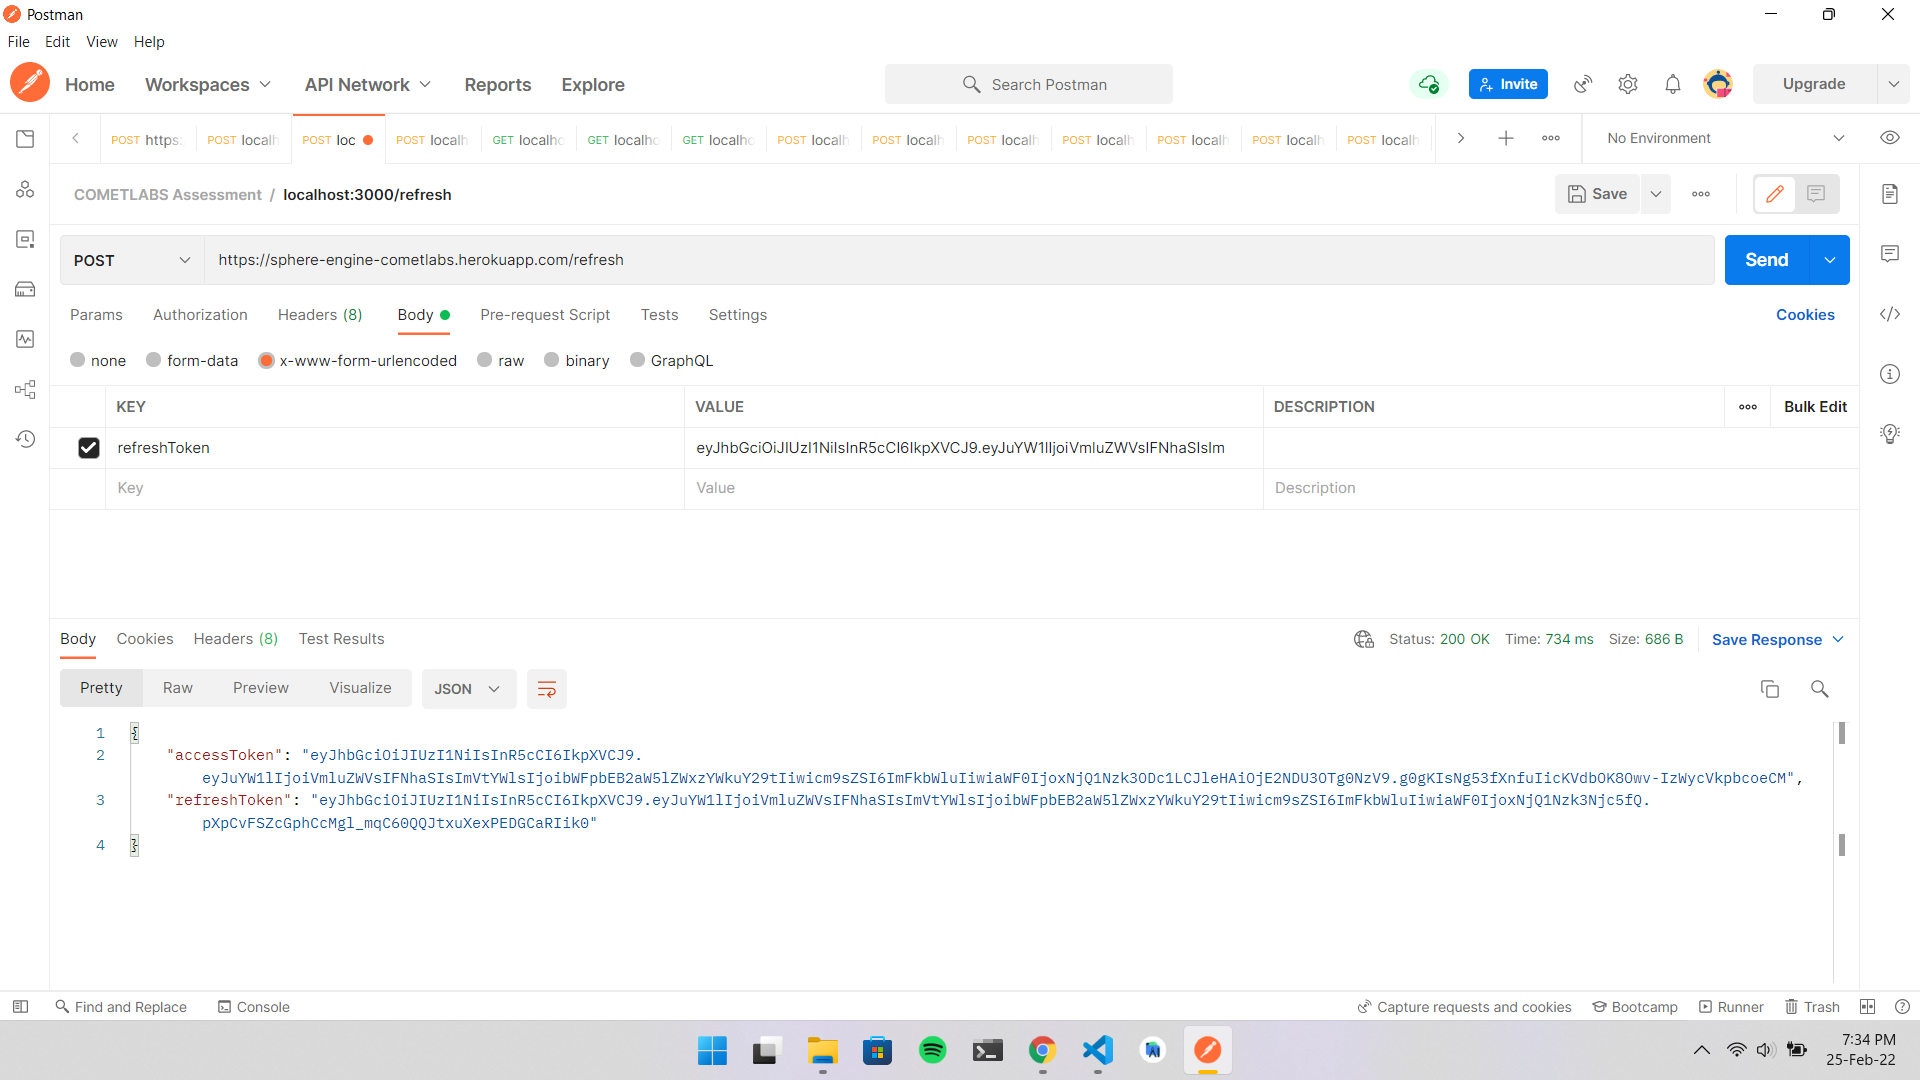 Postman
File Edit View Help
Home Workspaces API Network Reports Explore Search Postman Invite Upgrade
POST https: POST localh POST loc POST localh GET localho GET localho GET localho POST localh POST localh POST localh POST localh POST localh POST localh POST localh No Environment
COMETLABS Assessment / localhost:3000/refresh Save
POST https://sphere-engine-cometlabs.herokuapp.com/refresh Send
Params Authorization Headers (8) Body Pre-request Script Tests Settings Cookies
none form-data x-www-form-urlencoded raw binary GraphQL
KEY VALUE DESCRIPTION Bulk Edit
refreshToken eyJhbGciOiJIUzI1NiIsInR5cCI6IkpXVCJ9.eyJuYW1lIjoiVmluZWVsIFNhaSIsIm
Key Value Description
Body Cookies Headers (8) Test Results Status: 200 OK Time: 734 ms Size: 686 B Save Response
Pretty Raw Preview Visualize JSON
1 {
2 "accessToken": "eyJhbGciOiJIUzI1NiIsInR5cCI6IkpXVCJ9.
eyJuYW1lIjoiVmluZWVsIFNhaSIsImVtYWlsIjoibWFpbEB2aW5lZWxzYWkuY29tIiwicm9sZSI6ImFkbWluIiwiaWF0IjoxNjQ1Nzk3ODc1LCJleHAiOjE2NDU3OTg0NzV9.g0gKIsNg53fXnfuIicKVdbOK8Owv-IzWycVkpbcoeCM",
3 "refreshToken": "eyJhbGciOiJIUzI1NiIsInR5cCI6IkpXVCJ9.eyJuYW1lIjoiVmluZWVsIFNhaSIsImVtYWlsIjoibWFpbEB2aW5lZWxzYWkuY29tIiwicm9sZSI6ImFkbWluIiwiaWF0IjoxNjQ1Nzk3Njc5fQ.
pXpCvFSZcGphCcMgl_mqC60QQJtxuXexPEDGCaRIik0"
4 }
Find and Replace Console Capture requests and cookies Bootcamp Runner Trash
7:34 PM
25-Feb-22